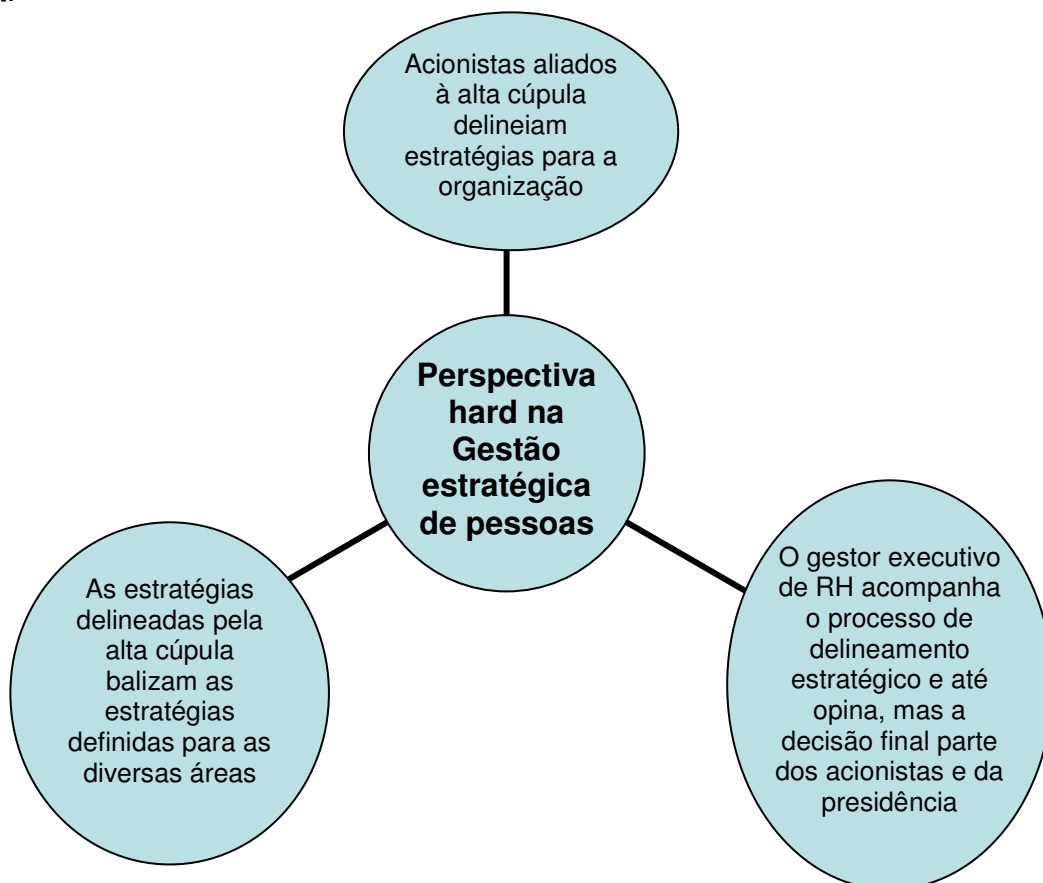 Acionistas aliados
à alta cúpula
delineiam
estratégias para a
organização
Perspectiva
hard na
Gestão
estratégica
de pessoas
As estratégias
delineadas pela
alta cúpula
balizam as
estratégias
definidas para as
diversas áreas
O gestor executivo
de RH acompanha
o processo de
delineamento
estratégico e até
opina, mas a
decisão final parte
dos acionistas e da
presidência